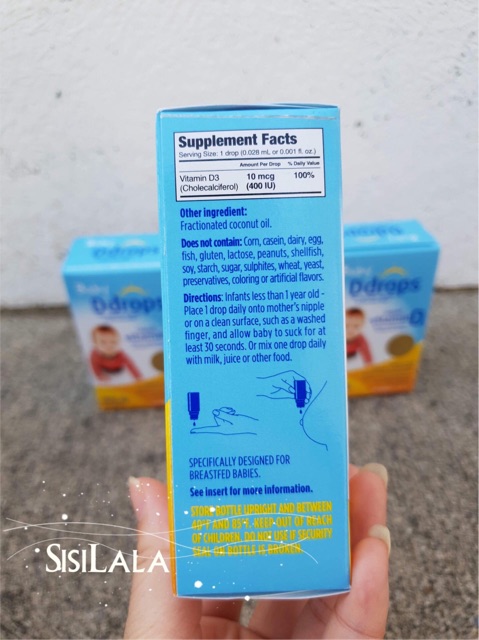 Supplement Facts
Serving Size: 1 drop (0.028 mL or 0.001 fl. oz.)
Amount Per Drop % Daily Value
Vitamin D3 10 mcg 100%
(Cholecalciferol) (400 IU)
Other ingredient:
Fractionated coconut oil.
Does not contain: Corn, casein, dairy, egg,
fish, gluten, lactose, peanuts, shellfish,
soy, starch, sugar, sulphites, wheat, yeast,
preservatives, coloring or artificial flavors.
Directions: Infants less than 1 year old -
Place 1 drop daily onto mother's nipple
or on a clean surface, such as a washed
finger, and allow baby to suck for at
least 30 seconds. Or mix one drop daily
with milk, juice or other food.
SPECIFICALLY DESIGNED FOR
BREASTFED BABIES.
See insert for more information.
STORE BOTTLE UPRIGHT AND BETWEEN
40°F AND 85°F. KEEP OUT OF REACH
OF CHILDREN. DO NOT USE IF SECURITY
SEAL ON BOTTLE IS BROKEN.
Baby
Ddrops
Baby
Ddrops
SISILALA